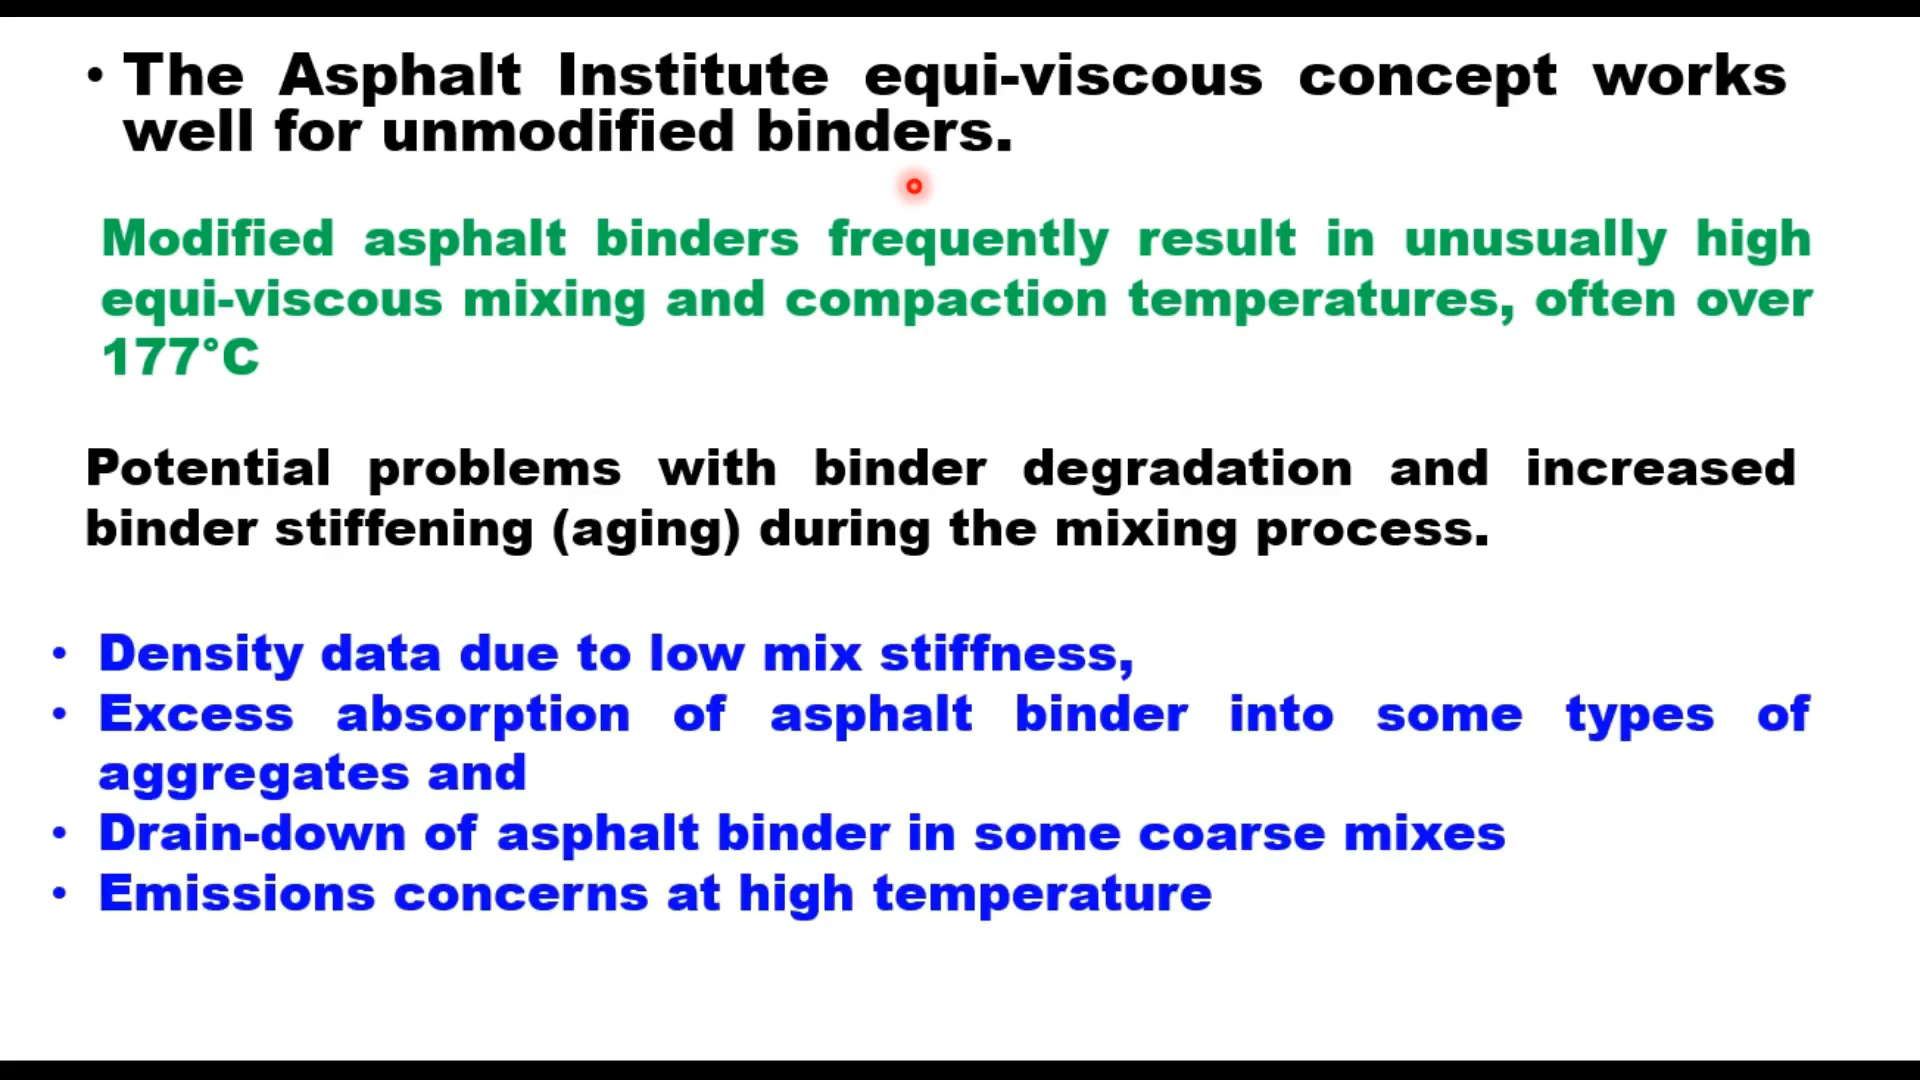 • The Asphalt Institute equi-viscous concept works
well for unmodified binders.
Modified asphalt binders frequently result in unusually high
equi-viscous mixing and compaction temperatures, often over
177°C
Potential problems with binder degradation and increased
binder stiffening (aging) during the mixing process.
• Density data due to low mix stiffness,
• Excess absorption of asphalt binder into some types of
aggregates and
• Drain-down of asphalt binder in some coarse mixes
• Emissions concerns at high temperature